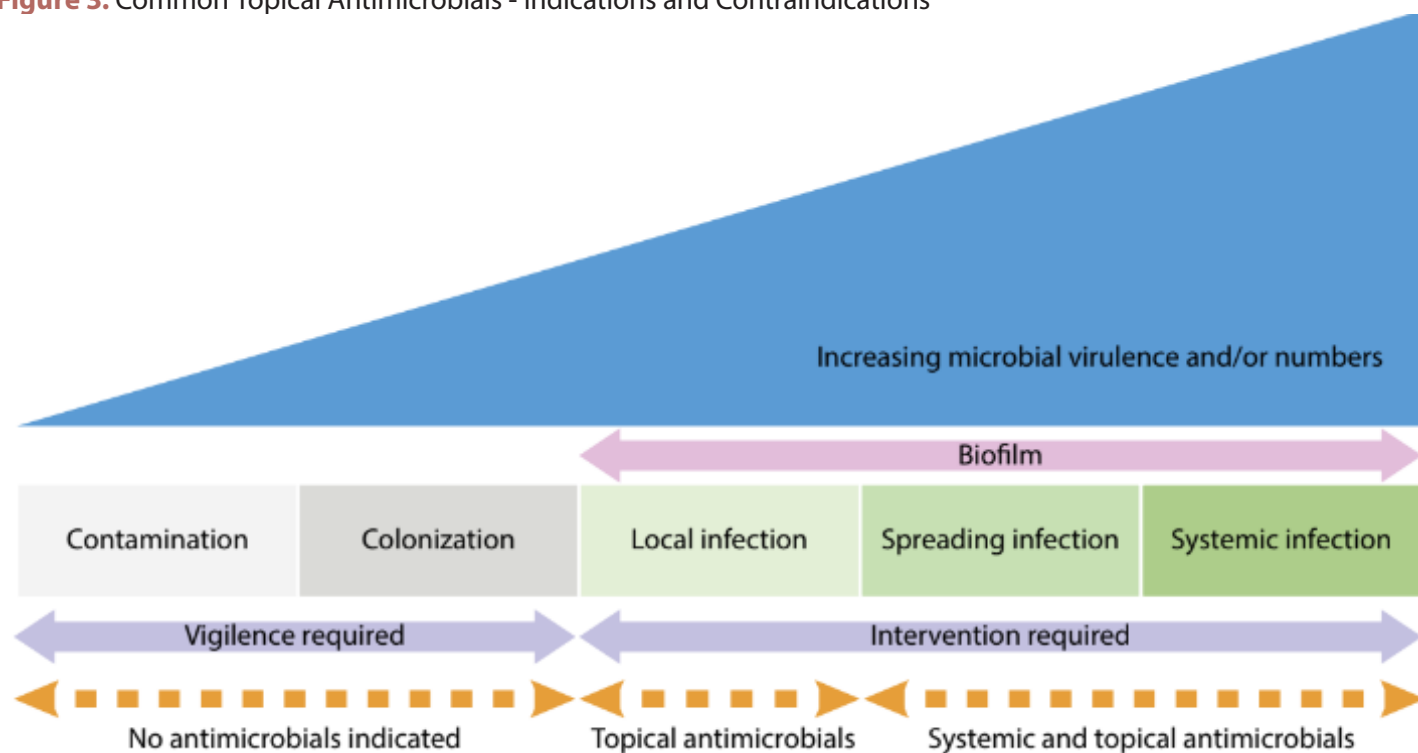 Figure 3. Common Topical Antimicrobials - Indications and Contraindications
Increasing microbial virulence and/or numbers
Biofilm
Contamination Colonization Local infection Spreading infection Systemic infection
Vigilence required Intervention required
No antimicrobials indicated Topical antimicrobials Systemic and topical antimicrobials